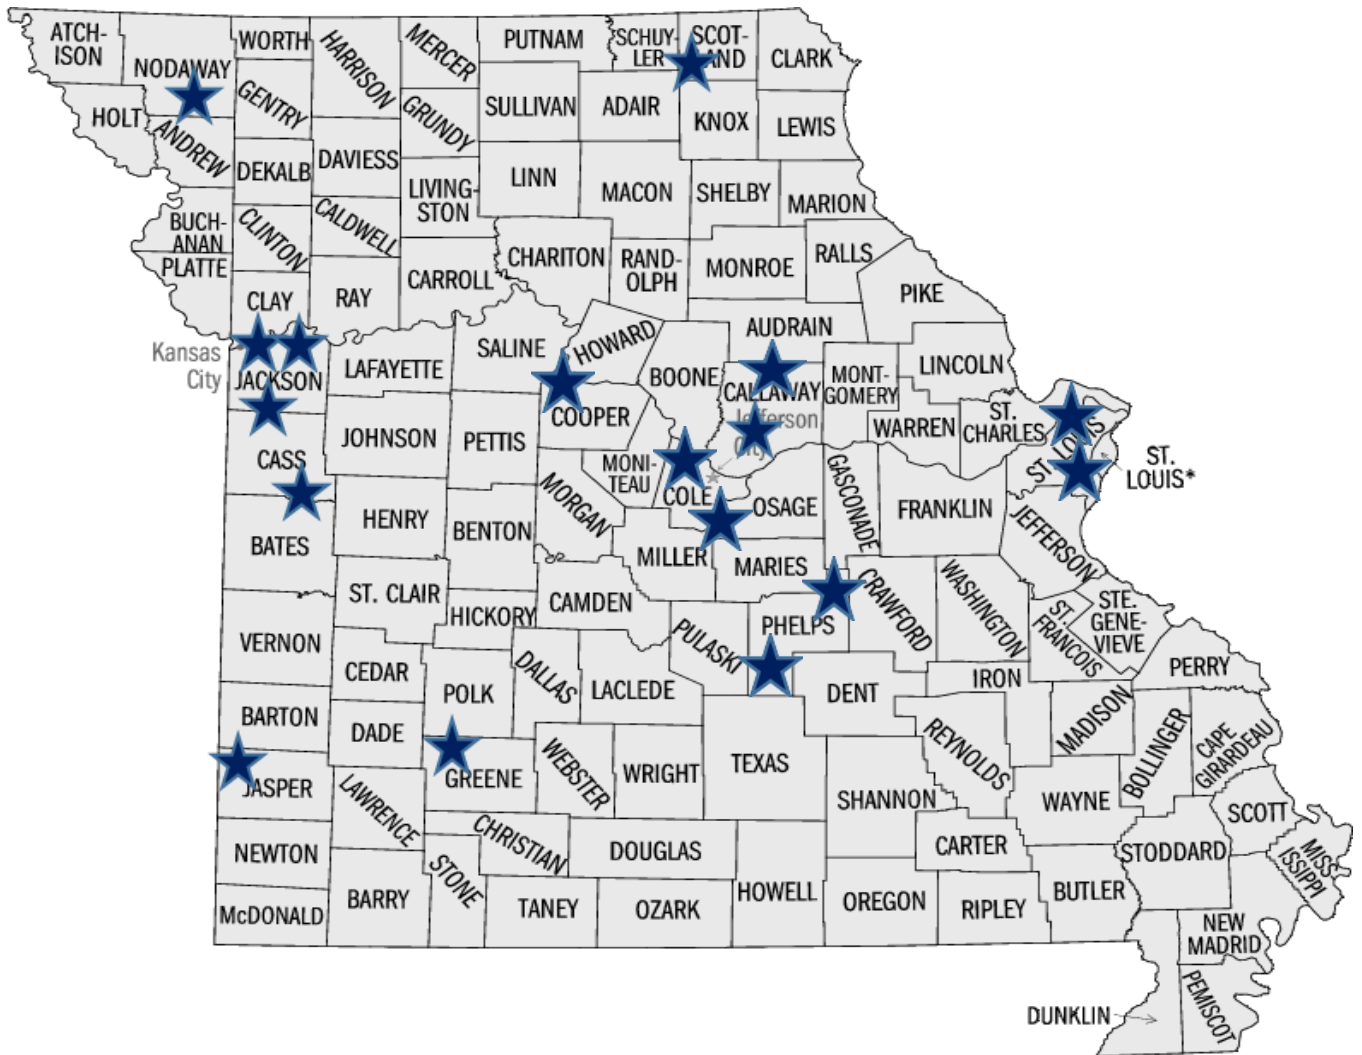 ATCH-
ISON
NODAWAY
WORTH
HARRISON
MERCER
PUTNAM
SCHUY-
LER
SCOT-
AND
CLARK
HOLT
ANDREW
GENTRY
GRUNDY
SULLIVAN
ADAIR
KNOX
LEWIS
DEKALB
DAVIESS
LIVING-
STON
LINN
MACON
SHELBY
MARION
BUCH-
ANAN
CLINTON
CALDWELL
CHARITON
RAND-
OLPH
MONROE
RALLS
PLATTE
CLAY
RAY
CARROLL
PIKE
AUDRAIN
Kansas
City
JACKSON
LAFAYETTE
SALINE
HOWARD
BOONE
CALLAWAY
MONT-
GOMERY
LINCOLN
COOPER
Jefferson
City
WARREN
ST.
CHARLES
ST. LOUIS
ST.
LOUIS*
CASS
JOHNSON
PETTIS
MONI-
TEAU
COLE
MORGAN
OSAGE
GASCONADE
FRANKLIN
JEFFERSON
BATES
HENRY
BENTON
MILLER
MARIES
CRAWFORD
WASHINGTON
ST. CLAIR
HICKORY
CAMDEN
PULASKI
PHELPS
ST.
FRANCOIS
STE.
GENE-
VIEVE
PERRY
VERNON
CEDAR
POLK
DALLAS
LACLEDE
DENT
IRON
MADISON
BOLLINGER
CAPE
GIRARDEAU
BARTON
DADE
GREENE
WEBSTER
WRIGHT
TEXAS
REYNOLDS
JASPER
LAWRENCE
SHANNON
WAYNE
SCOTT
NEWTON
CHRISTIAN
DOUGLAS
CARTER
STODDARD
MISS-
ISSIPPI
McDONALD
BARRY
STONE
TANEY
OZARK
HOWELL
OREGON
RIPLEY
BUTLER
NEW
MADRID
DUNKLIN
PEMISCOT